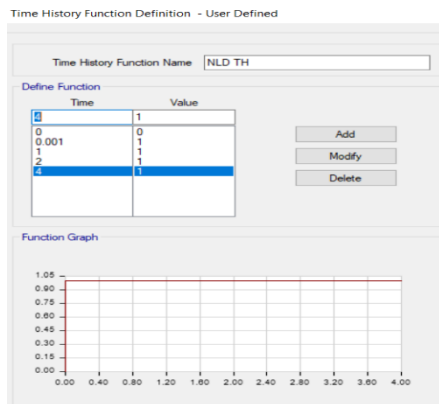 Time History Function Definition - User Defined
Time History Function Name NLD TH
Define Function
Time Value
4 1
0 0
0.001 1
1 1
2 1
4 1
Add
Modify
Delete
Function Graph
1.05
0.90
0.75
0.60
0.45
0.30
0.15
0.00
0.00 0.40 0.80 1.20 1.60 2.00 2.40 2.80 3.20 3.60 4.00